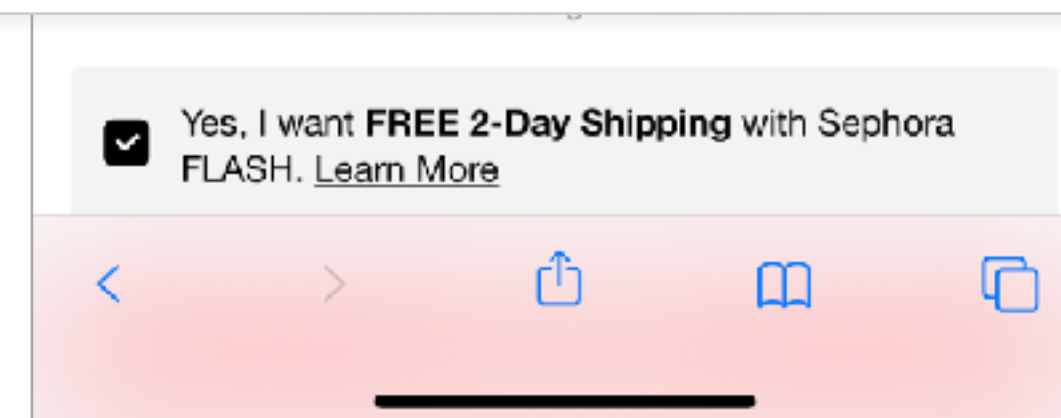 Yes, I want FREE 2-Day Shipping with Sephora
FLASH. Learn More